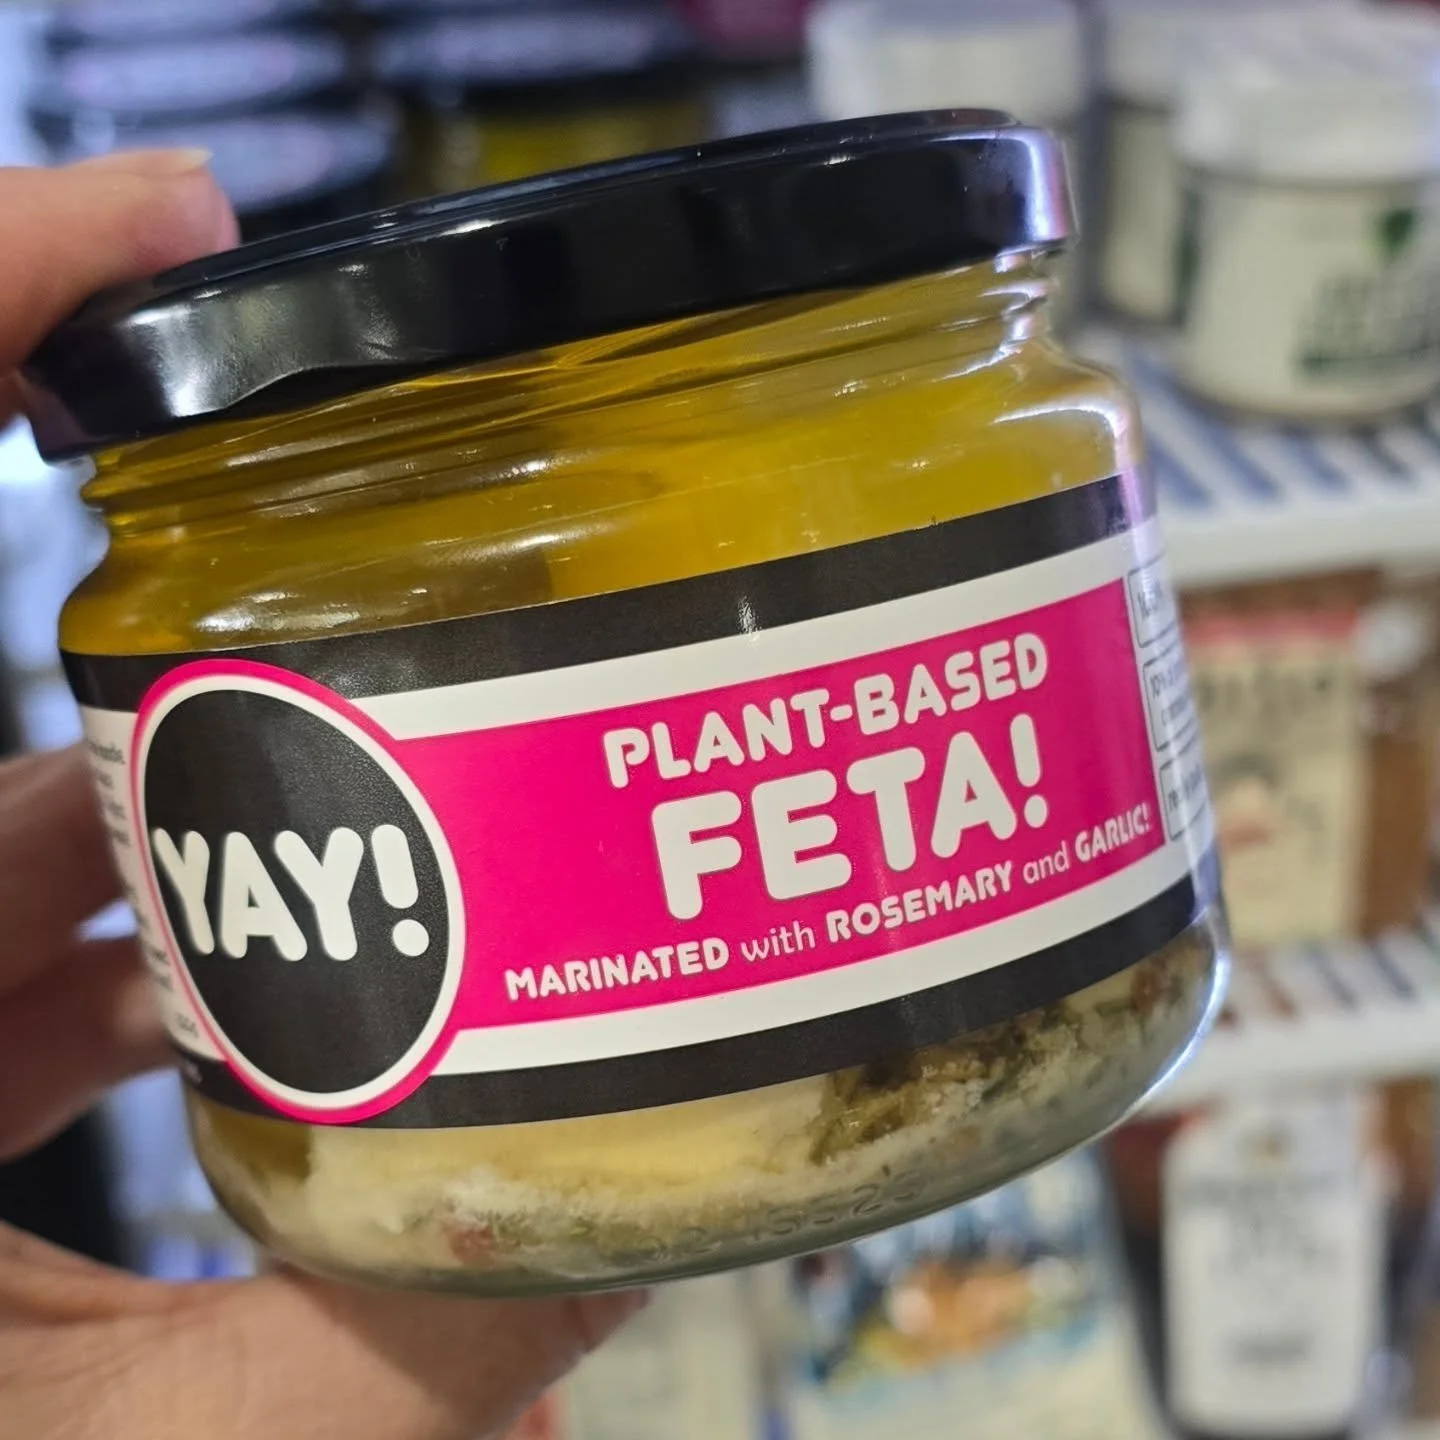 YAY!
PLANT-BASED
FETA!
MARINATED with ROSEMARY and GARLIC!